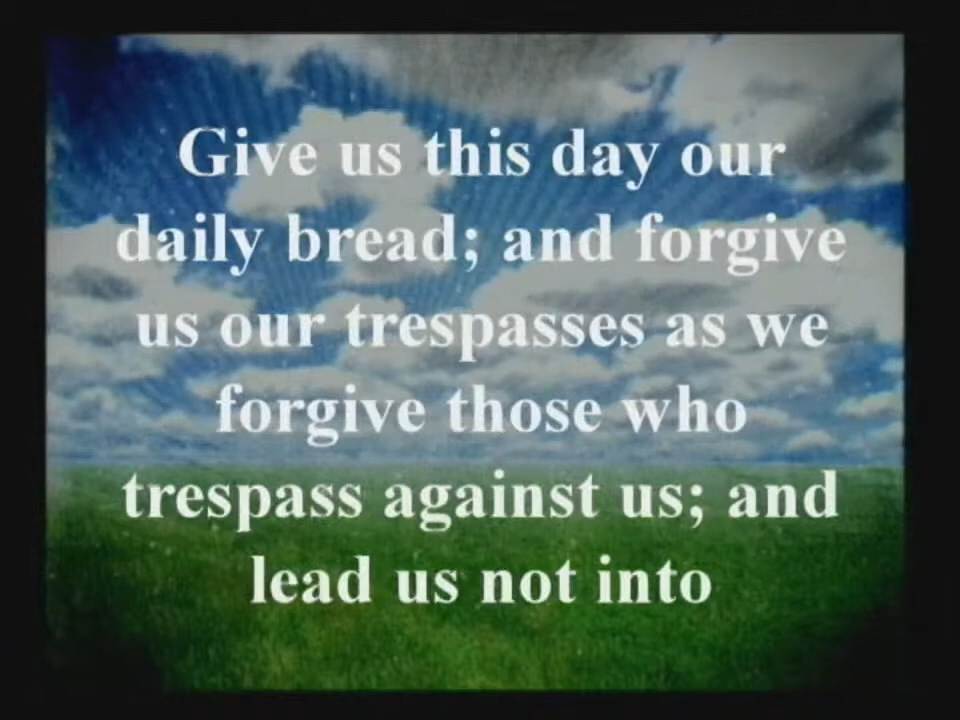 Give us this day our
daily bread; and forgive
us our trespasses as we
forgive those who
trespass against us; and
lead us not into